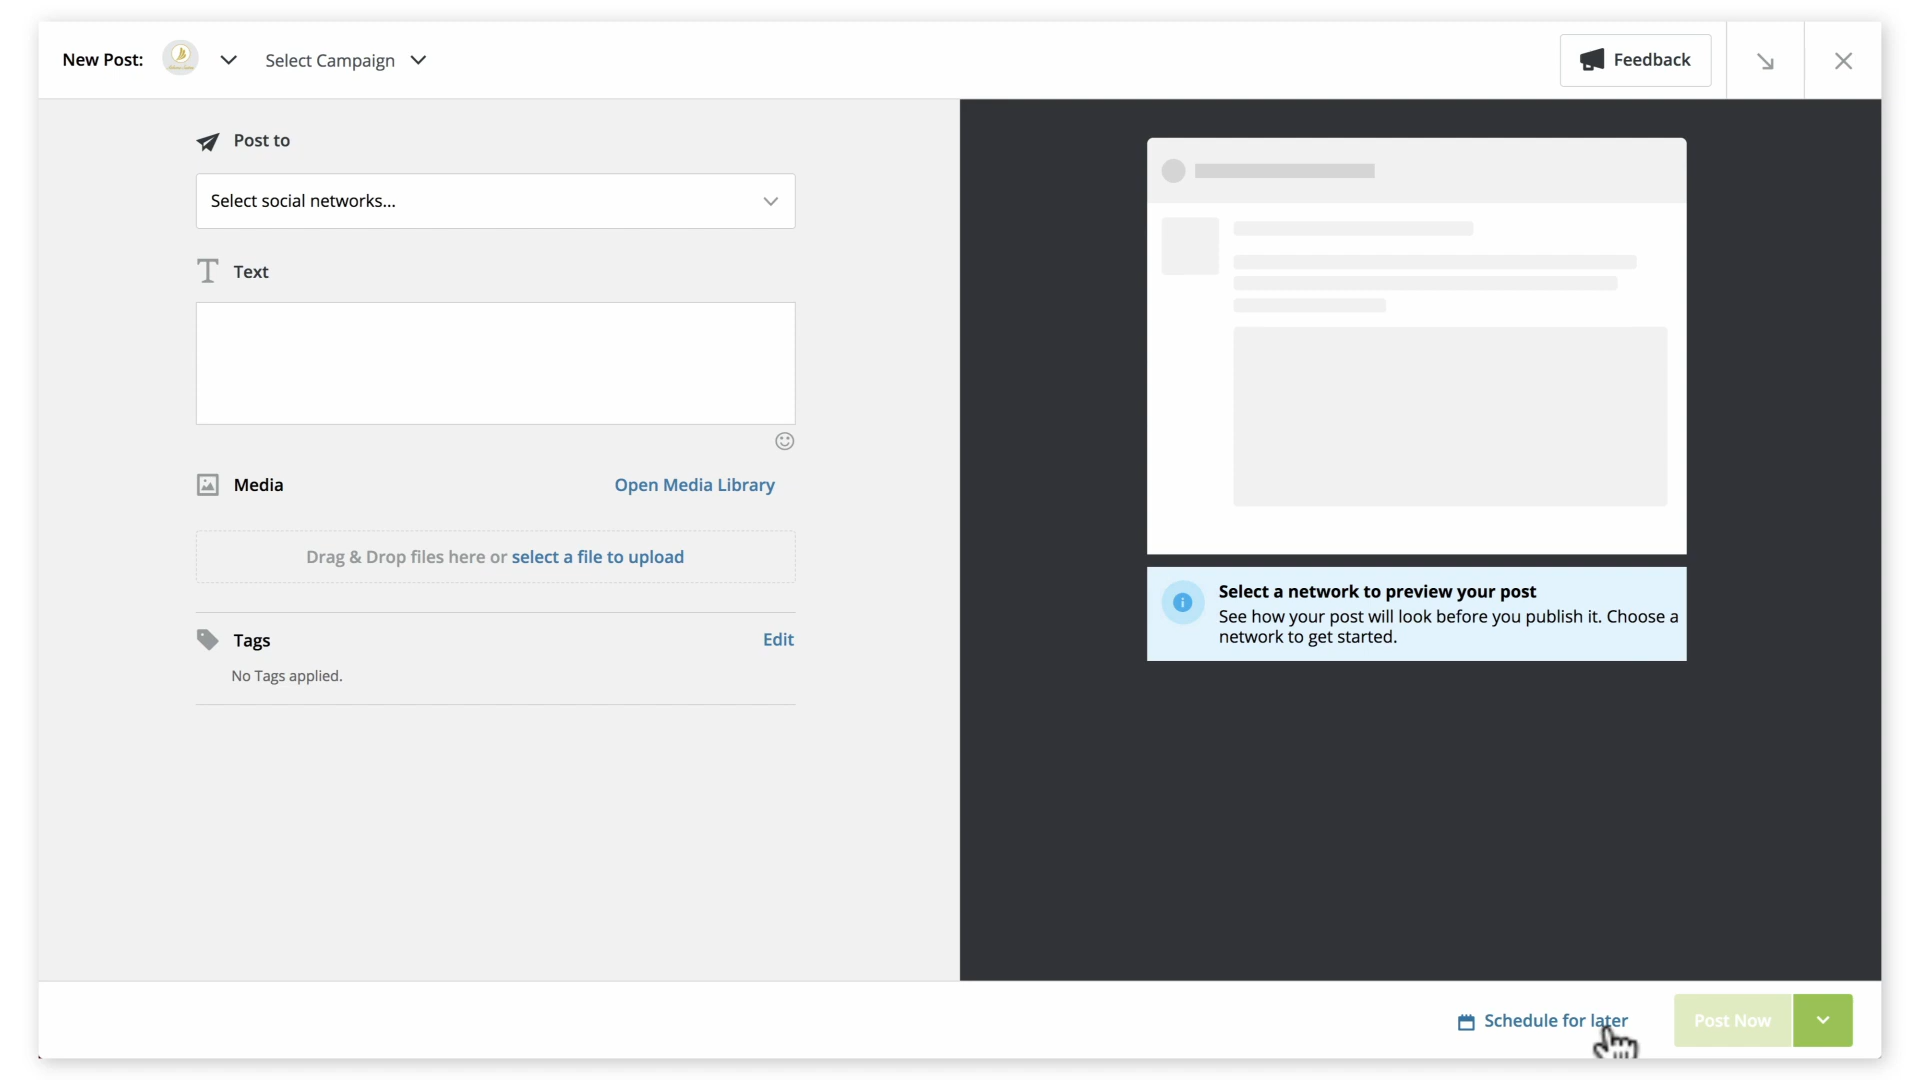 New Post:
Select Campaign
Feedback
Post to
Select social networks...
Text
Media
Open Media Library
Drag & Drop files here or select a file to upload
Tags
Edit
No Tags applied.
Select a network to preview your post
See how your post will look before you publish it. Choose a
network to get started.
Schedule for later
Post Now